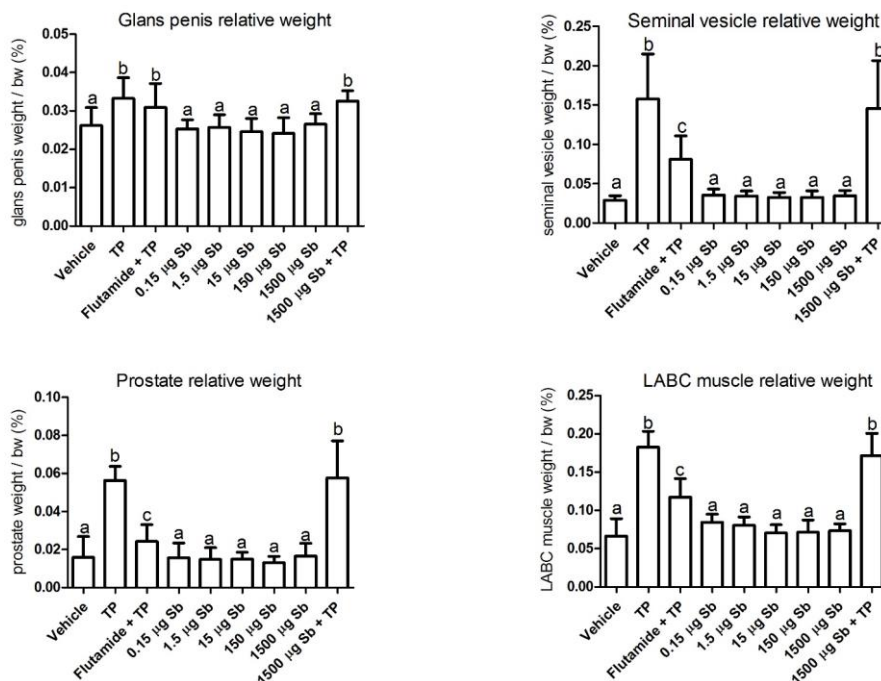 Glans penis relative weight
glans penis weight / bw (%)
0.05
0.04
0.03
0.02
0.01
0.00
a
b
b
a
a
a
a
a
b
Vehicle
TP
Flutamide + TP
0.15 µg Sb
1.5 µg Sb
15 µg Sb
150 µg Sb
1500 µg Sb
1500 µg Sb + TP
Seminal vesicle relative weight
seminal vesicle weight / bw (%)
0.25
0.20
0.15
0.10
0.05
0.00
a
b
c
a
a
a
a
a
b
Vehicle
TP
Flutamide + TP
0.15 µg Sb
1.5 µg Sb
15 µg Sb
150 µg Sb
1500 µg Sb
1500 µg Sb + TP
Prostate relative weight
prostate weight / bw (%)
0.10
0.08
0.06
0.04
0.02
0.00
a
b
c
a
a
a
a
a
b
Vehicle
TP
Flutamide + TP
0.15 µg Sb
1.5 µg Sb
15 µg Sb
150 µg Sb
1500 µg Sb
1500 µg Sb + TP
LABC muscle relative weight
LABC muscle weight / bw (%)
0.25
0.20
0.15
0.10
0.05
0.00
a
b
c
a
a
a
a
a
b
Vehicle
TP
Flutamide + TP
0.15 µg Sb
1.5 µg Sb
15 µg Sb
150 µg Sb
1500 µg Sb
1500 µg Sb + TP